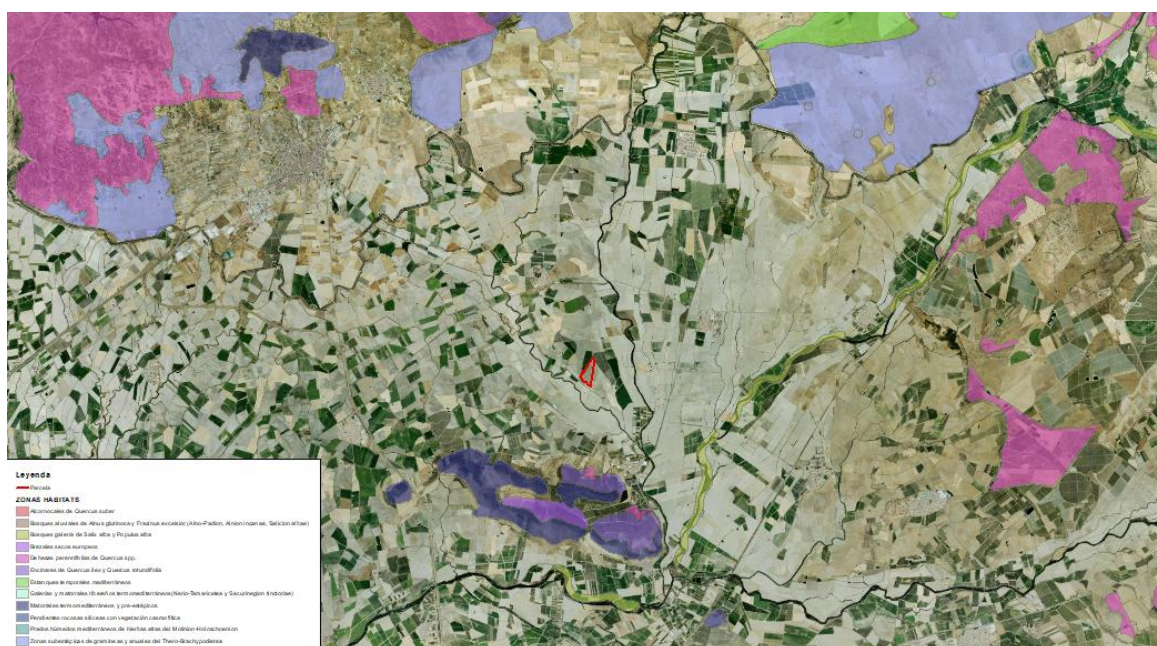 Leyenda
Parcela
ZONAS HÁBITATS
Alcornocales de Quercus suber
Bosques aluviales de Alnus glutinosa y Fraxinus excelsior (Alno-Padion, Alnion incanae, Salicion albae)
Bosques galería de Salix alba y Populus alba
Brezales secos europeos
Dehesas perennifolias de Quercus spp.
Encinares de Quercus ilex y Quercus rotundifolia
Estanques temporales mediterráneos
Galerías y matorrales ribereños termomediterráneos (Nerio-Tamaricetea y Securinegion tinctoriae)
Matorrales termomediterráneos y pre-estépicos
Pendientes rocosas silíceas con vegetación casmofítica
Prados húmedos mediterráneos de hierbas altas del Molinion-Holoschoenion
Zonas subestépicas de gramíneas y anuales del Thero-Brachypodietea